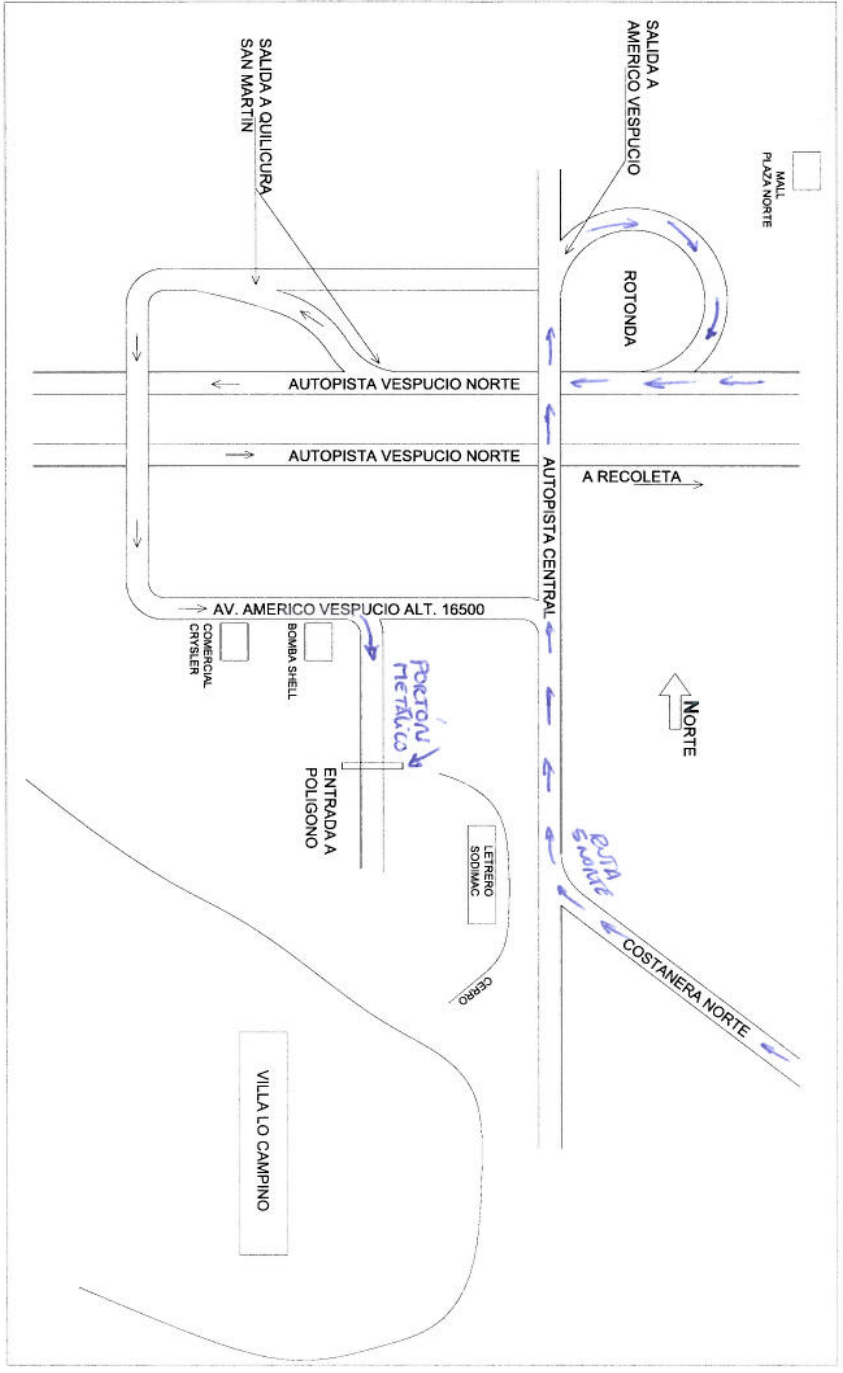 MALL
PLAZA NORTE
SALIDA A
AMERICO VESPUCIO
SALIDA A QUILICURA
SAN MARTIN
ROTONDA
AUTOPISTA VESPUCIO NORTE
AUTOPISTA VESPUCIO NORTE
A RECOLETA
AUTOPISTA CENTRAL
AV. AMERICO VESPUCIO ALT. 16500
COMERCIAL
CRYSLER
BOMBA SHELL
PORTÓN
METÁLICO
ENTRADA A
POLIGONO
NORTE
RUTA
5 NORTE
COSTANERA NORTE
LETRERO
SODIMAC
CERRO
VILLA LO CAMPINO